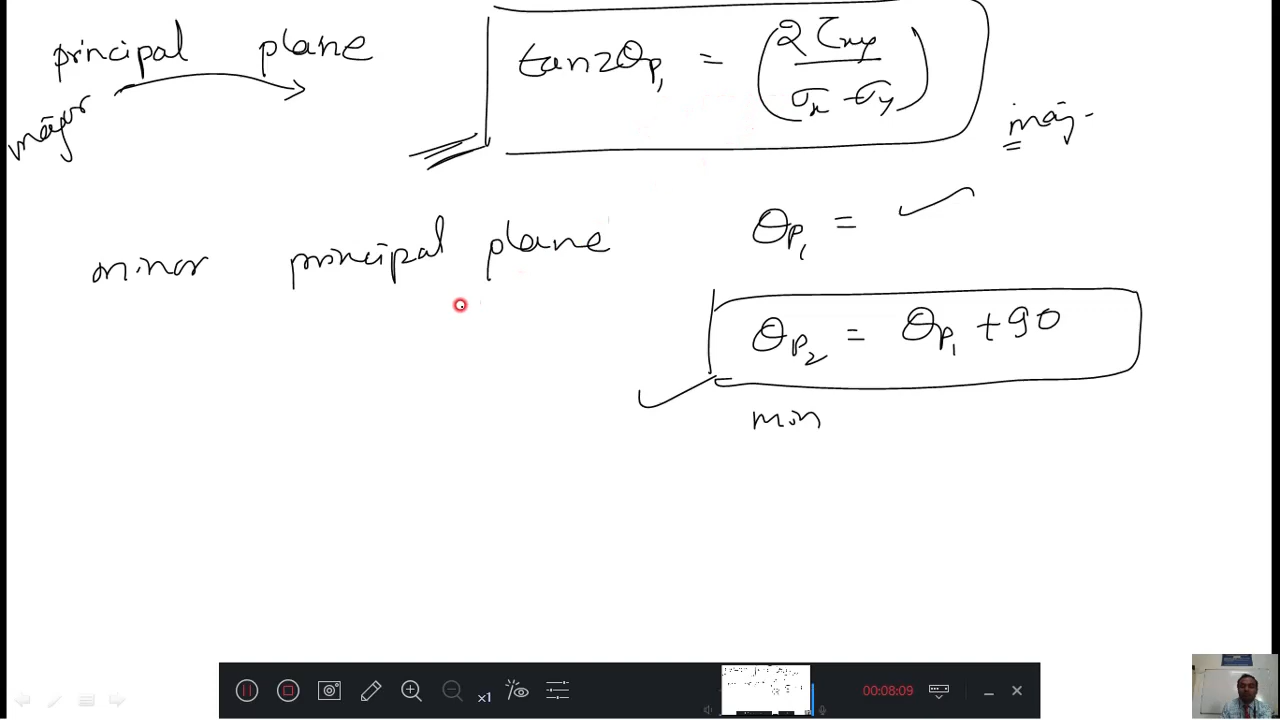 principal plane
major
tan2θp₁ = (2τxy / σx - σy)
maj.
θp₁ =
minor principal plane
θp₂ = θp₁ + 90
min
x1
00:08:09